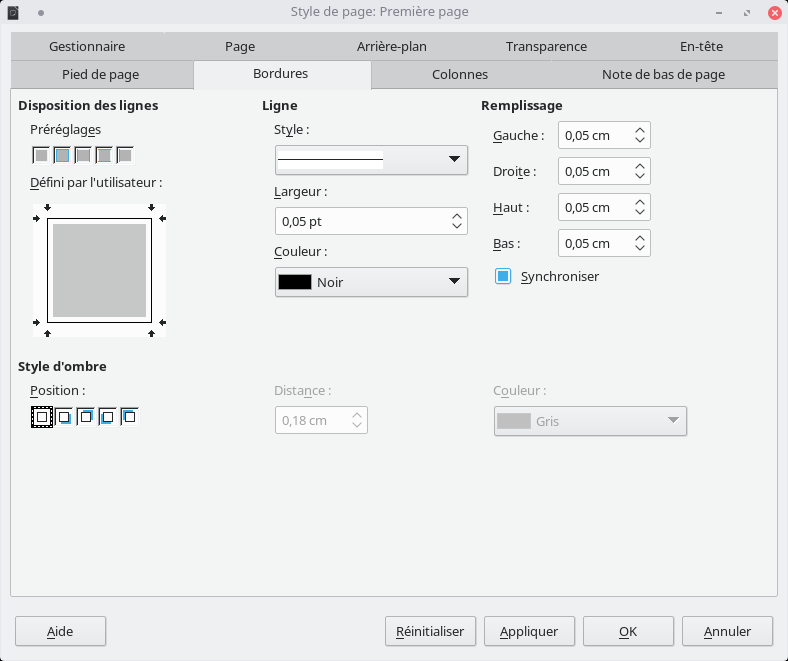 Style de page: Première page
Gestionnaire Page Arrière-plan Transparence En-tête
Pied de page Bordures Colonnes Note de bas de page
Disposition des lignes
Préréglages
Défini par l'utilisateur :
Ligne
Style :
Largeur :
0,05 pt
Couleur :
Noir
Remplissage
Gauche : 0,05 cm
Droite : 0,05 cm
Haut : 0,05 cm
Bas : 0,05 cm
Synchroniser
Style d'ombre
Position :
Distance :
0,18 cm
Couleur :
Gris
Aide Réinitialiser Appliquer OK Annuler